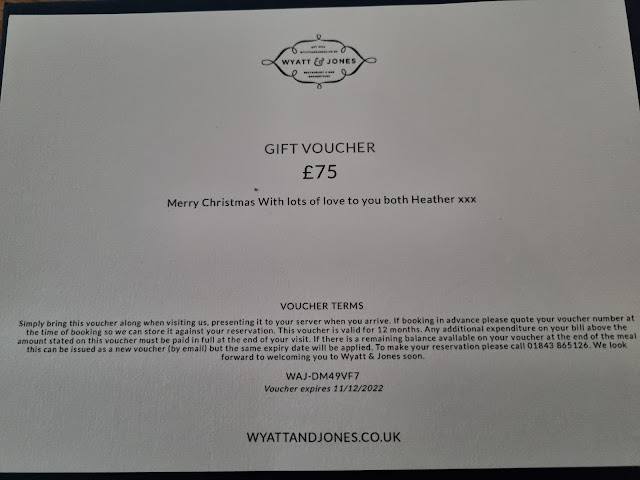 WYATT & JONES
GIFT VOUCHER
£75
Merry Christmas With lots of love to you both Heather xxx
VOUCHER TERMS
Simply bring this voucher along when visiting us, presenting it to your server when you arrive. If booking in advance please quote your voucher number at
the time of booking so we can store it against your reservation. This voucher is valid for 12 months. Any additional expenditure on your bill above the
amount stated on this voucher must be paid in full at the end of your visit. If there is a remaining balance available on your voucher at the end of the meal
this can be issued as a new voucher (by email) but the same expiry date will be applied. To make your reservation please call 01843 865126. We look
forward to welcoming you to Wyatt & Jones soon.
WAJ-DM49VF7
Voucher expires 11/12/2022
WYATTANDJONES.CO.UK